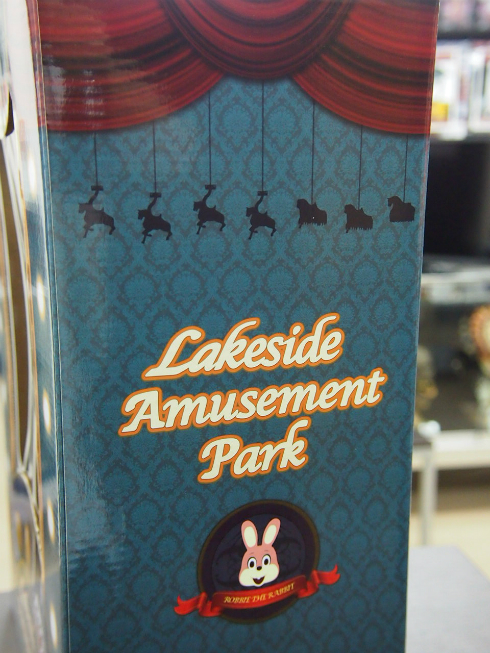 Lakeside
Amusement
Park
ROBBIE THE RABBIT